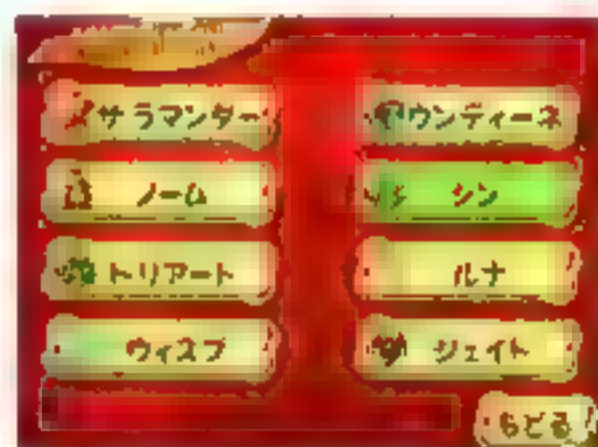 サラマンダー
ウンディーネ
ノーム
シン
トリアート
ルナ
ウィスプ
ジェイド
もどる